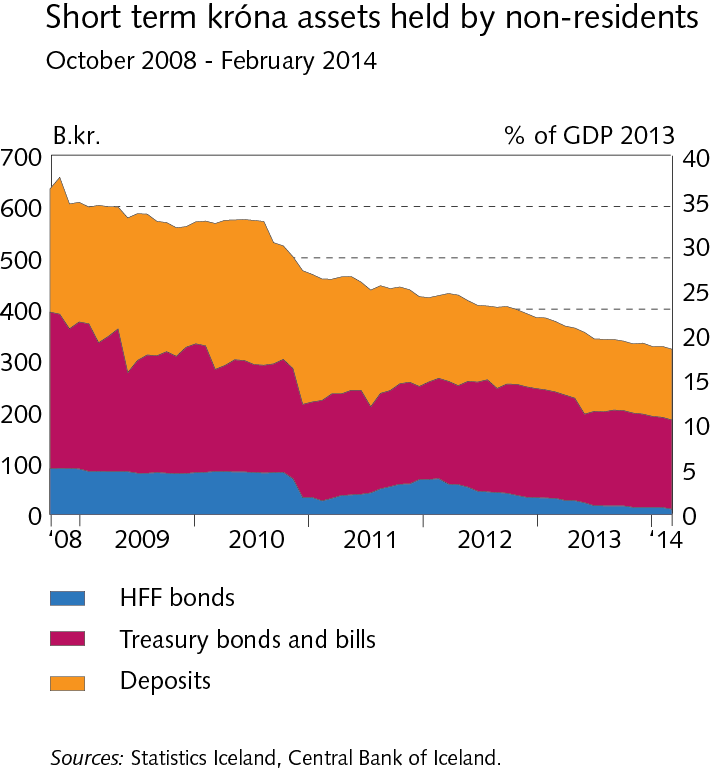 Short term króna assets held by non-residents
October 2008 - February 2014
B.kr. % of GDP 2013
700 40
600 35
500 30
400 25
300 20
200 15
100 10
0 5
0
‘08 2009 2010 2011 2012 2013 ‘14
HFF bonds
Treasury bonds and bills
Deposits
Sources: Statistics Iceland, Central Bank of Iceland.